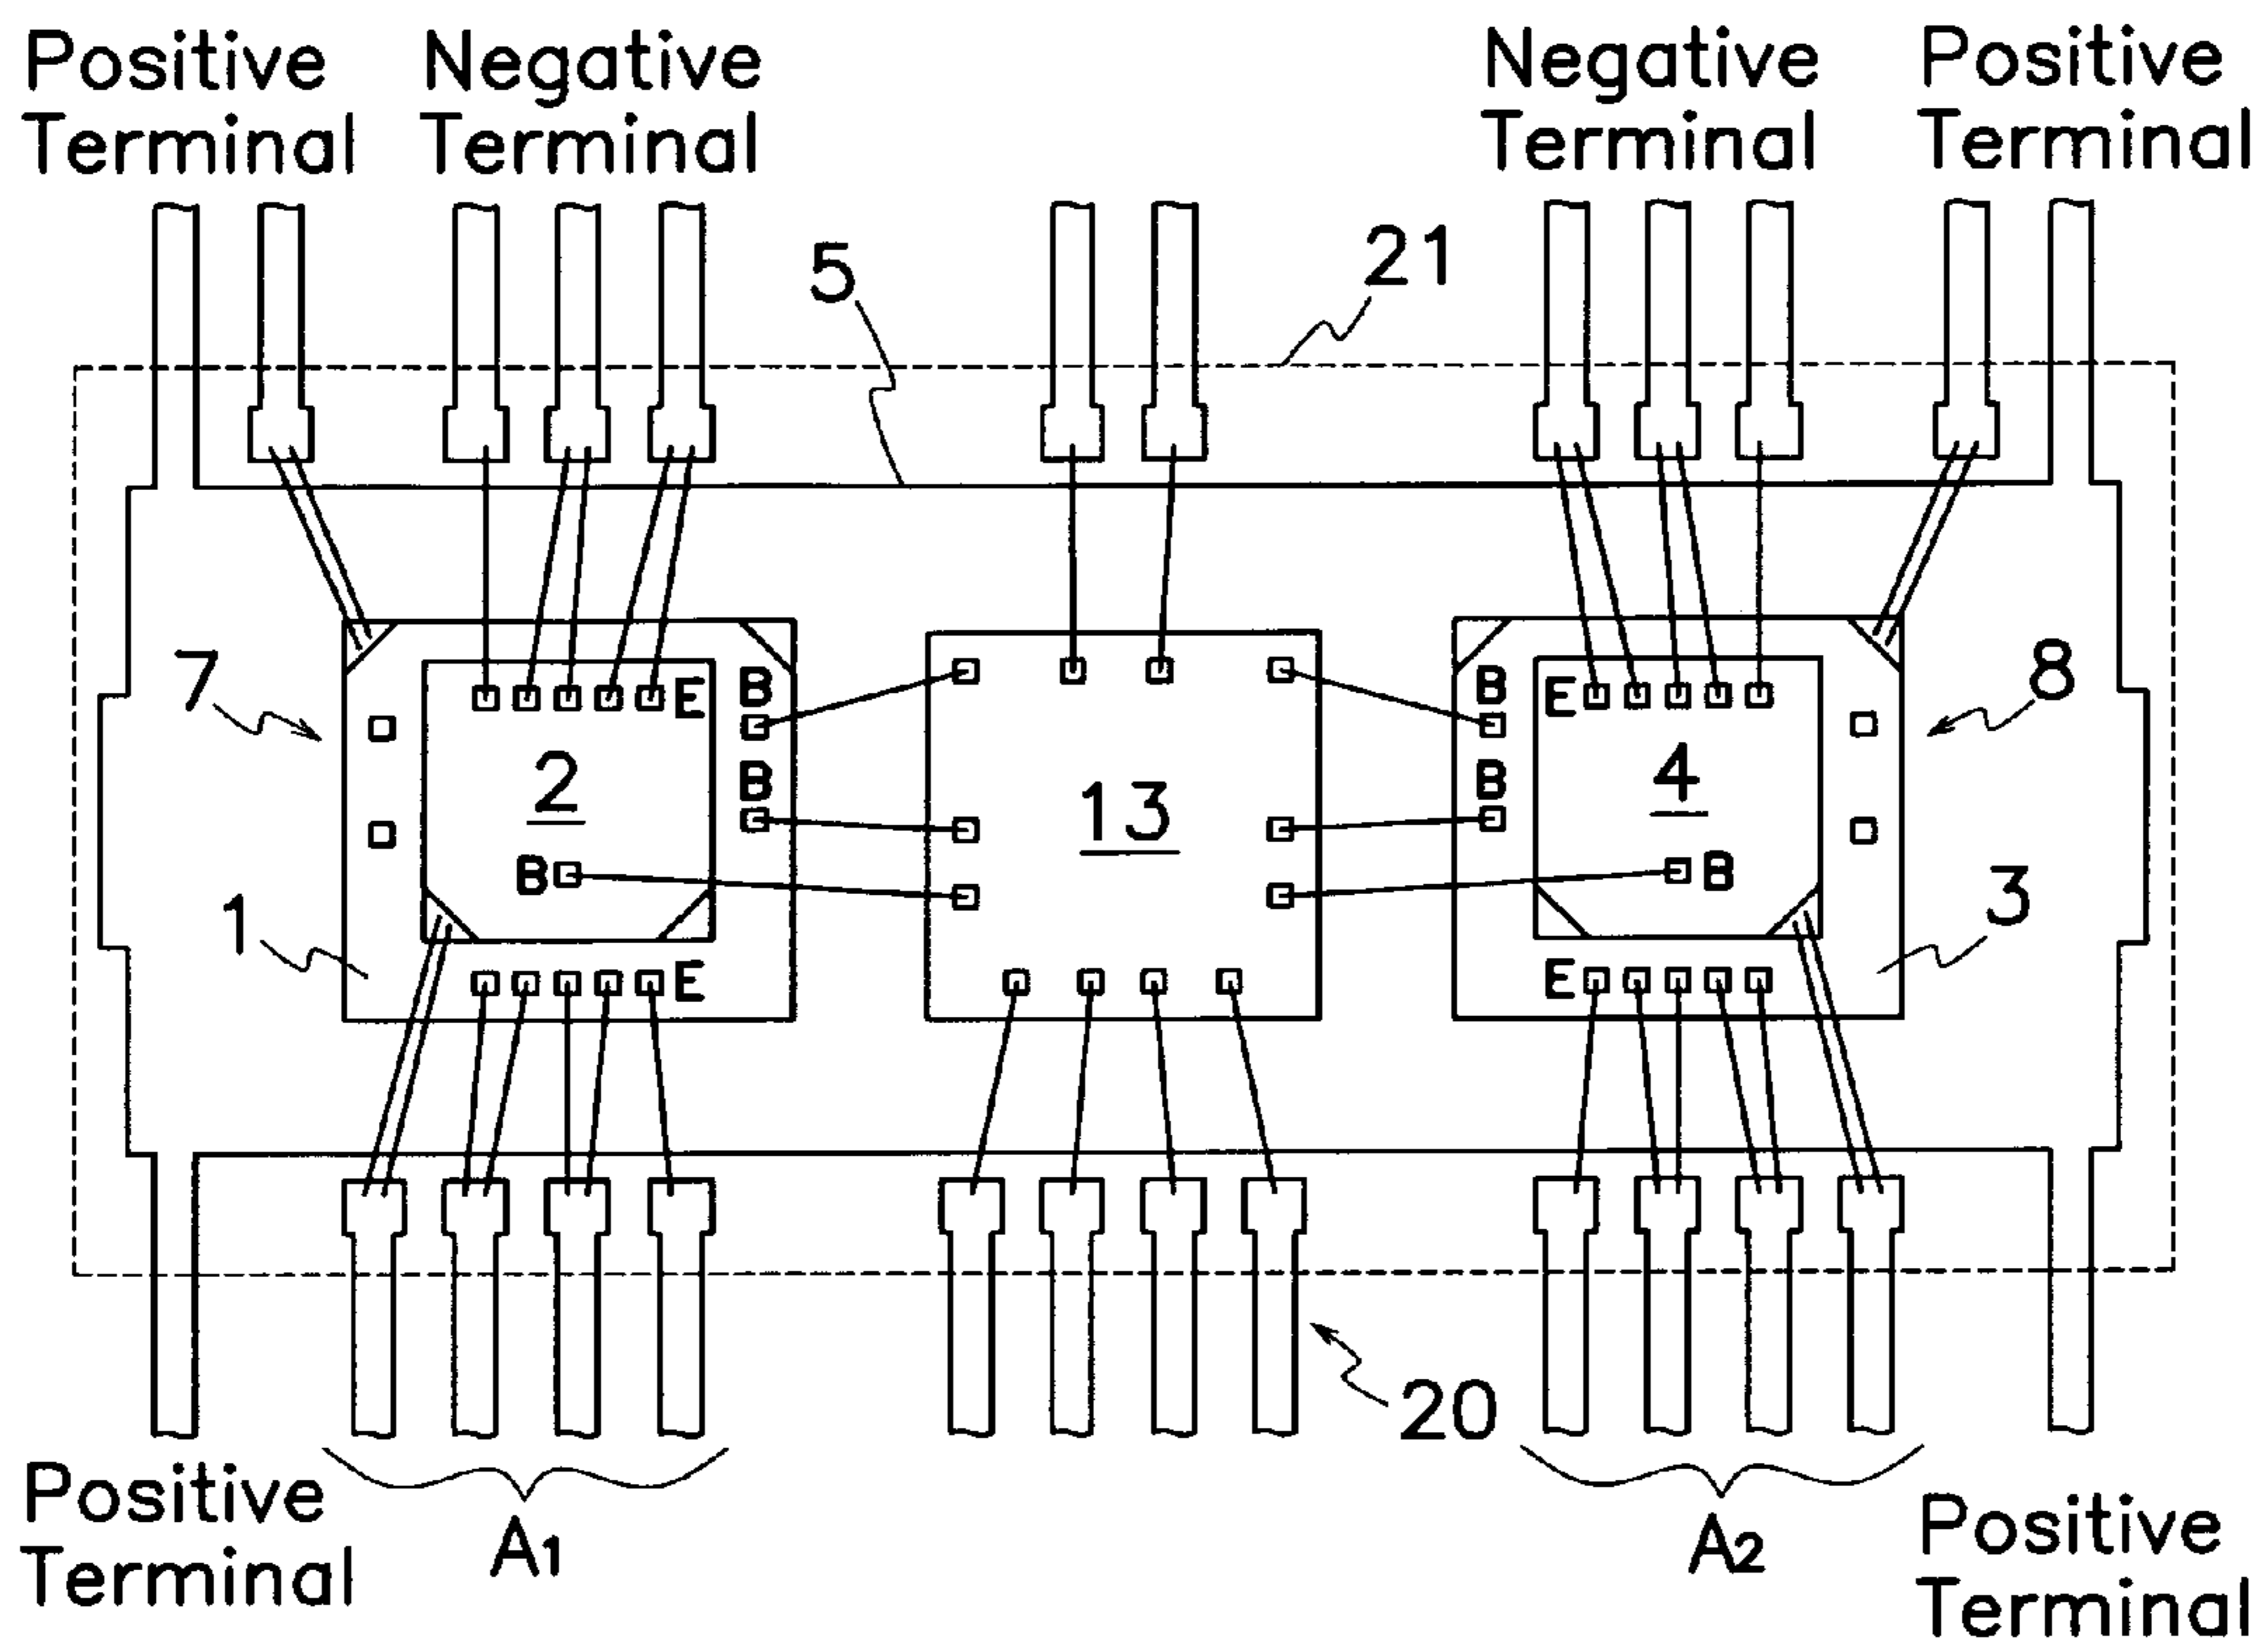 Positive
Terminal
Negative
Terminal
Negative
Terminal
Positive
Terminal
5
21
7
8
E
B
B
E
2
B
B
4
13
B
B
1
3
E
E
20
Positive
Terminal
A1
A2
Positive
Terminal